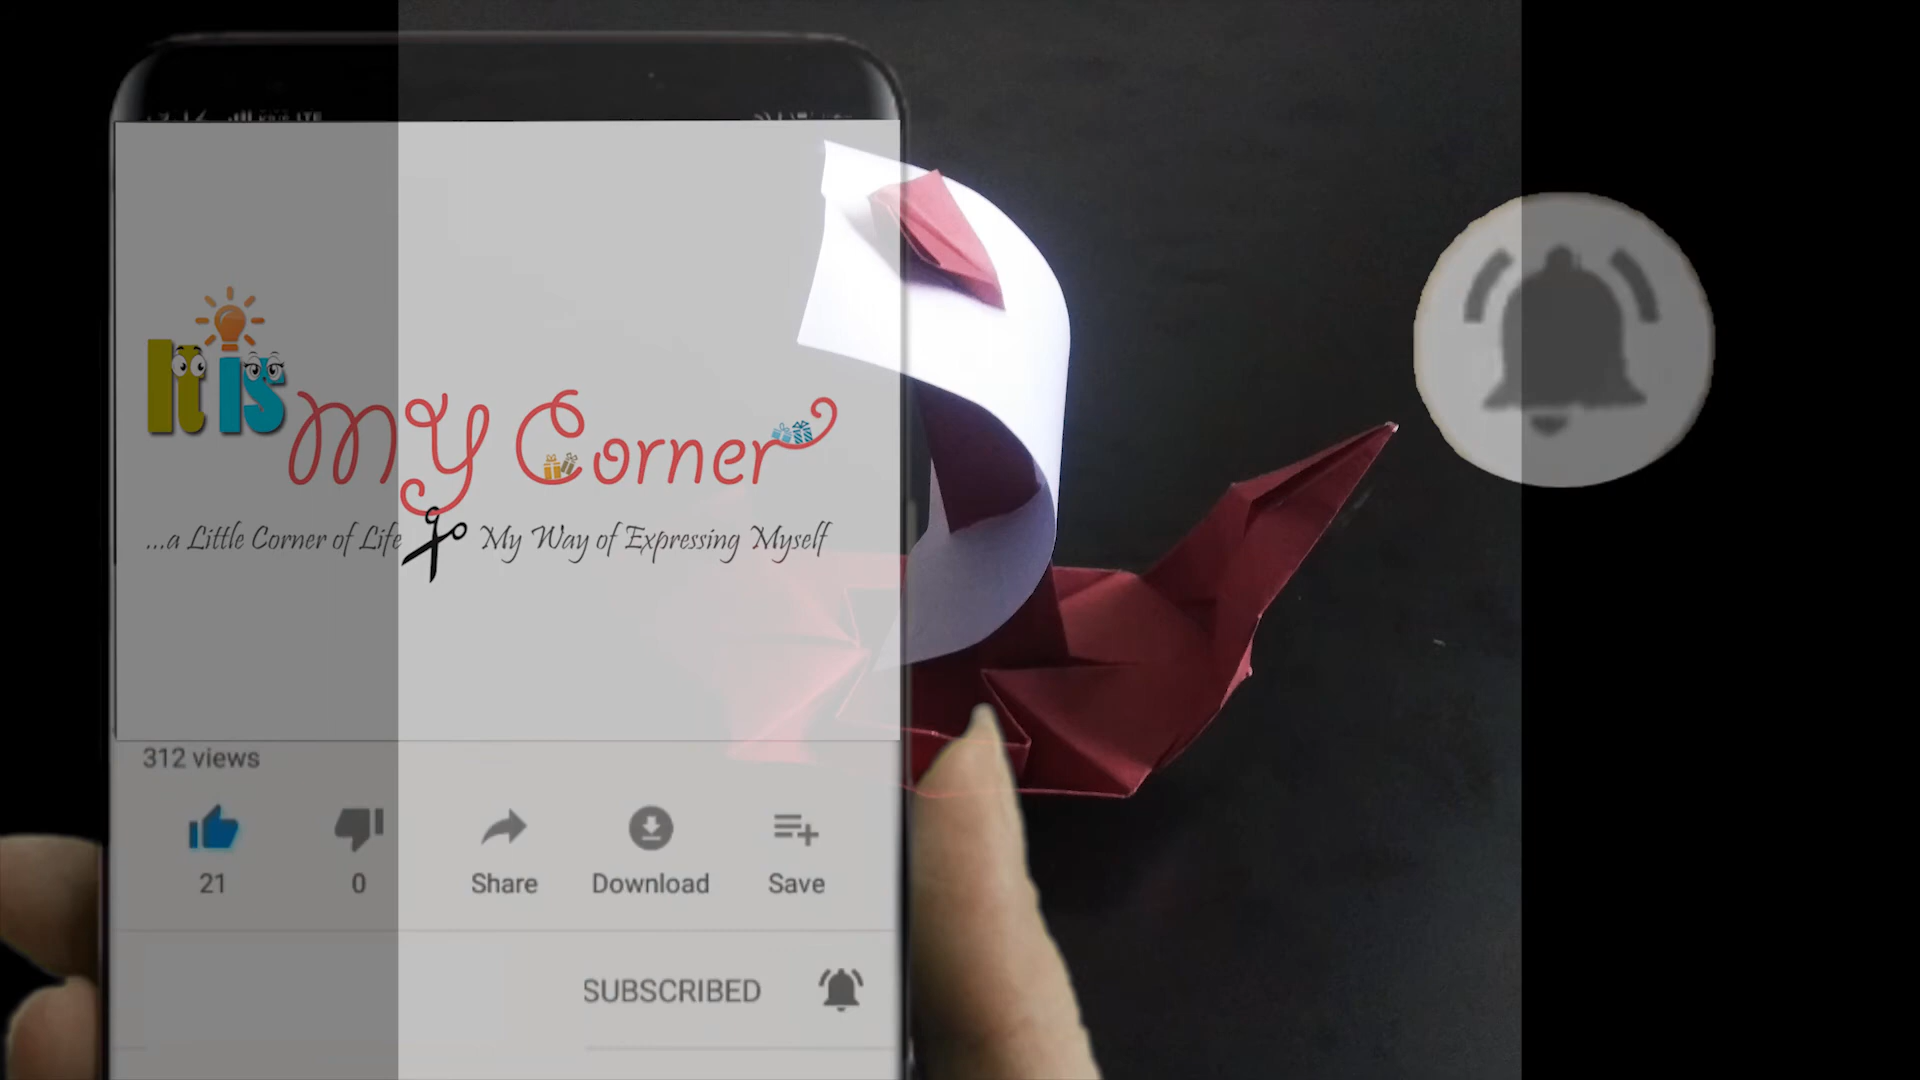 It is
MY Corner
...a Little Corner of Life My Way of Expressing Myself
312 views
21 0 Share Download Save
SUBSCRIBED